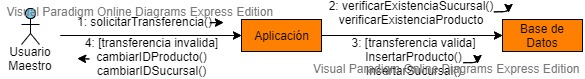 Visual Paradigm Online Diagrams Express Edition
1: solicitarTransferencia()
Usuario
Maestro
4: [transferencia invalida]
cambiarIDProducto()
cambiarIDSucursal()
Aplicación
2: verificarExistenciaSucursal()
verificarExistenciaProducto
3: [transferencia valida]
InsertarProducto()
insertarSucursal()
Base de
Datos
Visual Paradigm Online Diagrams Express Edition